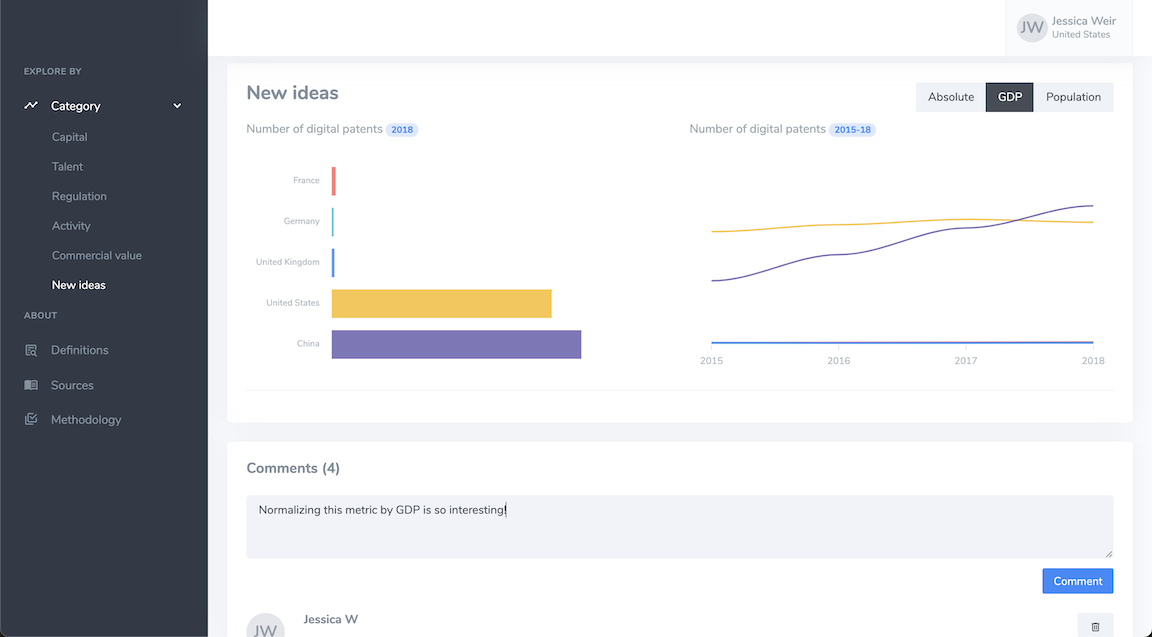 JW
Jessica Weir
United States
EXPLORE BY
Category
Capital
Talent
Regulation
Activity
Commercial value
New ideas
ABOUT
Definitions
Sources
Methodology
New ideas
Absolute GDP Population
Number of digital patents 2018
France
Germany
United Kingdom
United States
China
Number of digital patents 2015-18
2015 2016 2017 2018
Comments (4)
Normalizing this metric by GDP is so interesting!
Comment
JW
Jessica W